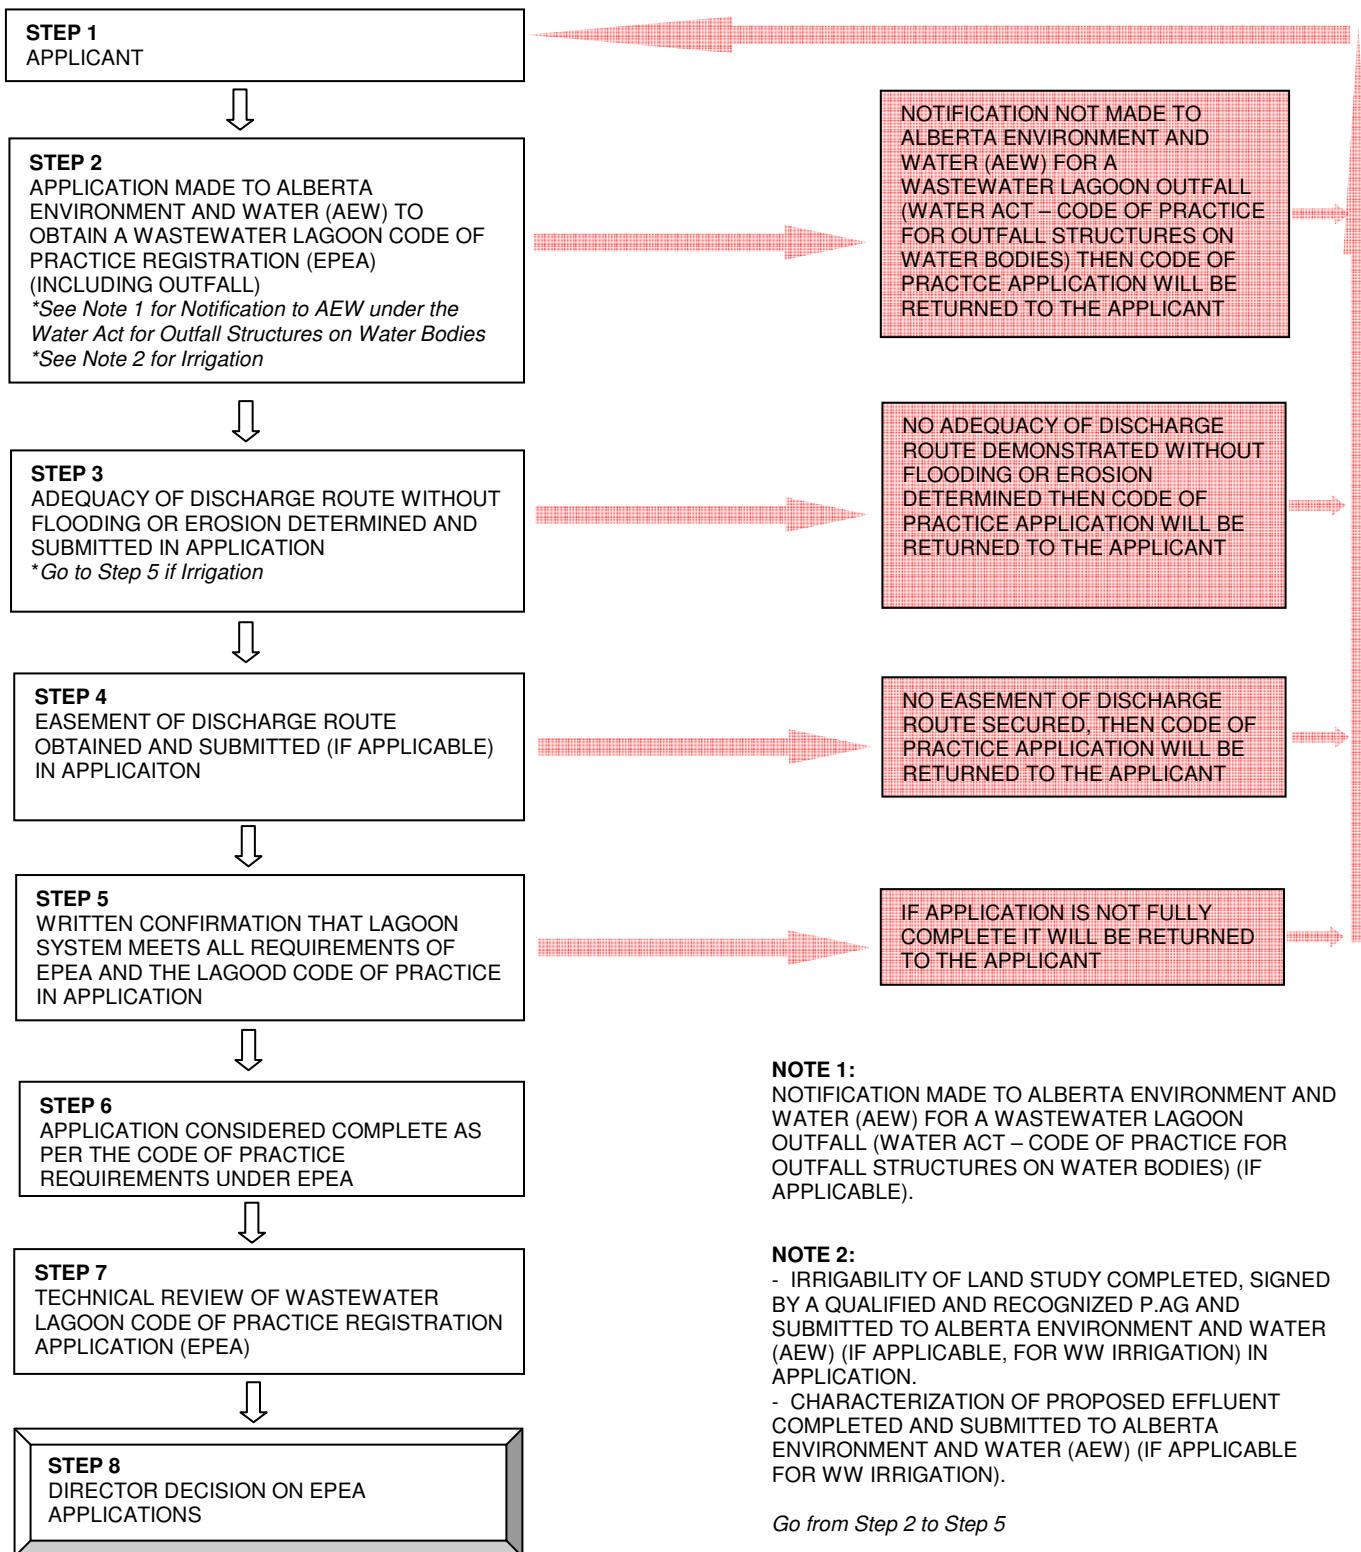 STEP 1
APPLICANT
STEP 2
APPLICATION MADE TO ALBERTA
ENVIRONMENT AND WATER (AEW) TO
OBTAIN A WASTEWATER LAGOON CODE OF
PRACTICE REGISTRATION (EPEA)
(INCLUDING OUTFALL)
*See Note 1 for Notification to AEW under the
Water Act for Outfall Structures on Water Bodies
*See Note 2 for Irrigation
NOTIFICATION NOT MADE TO
ALBERTA ENVIRONMENT AND
WATER (AEW) FOR A
WASTEWATER LAGOON OUTFALL
(WATER ACT – CODE OF PRACTICE
FOR OUTFALL STRUCTURES ON
WATER BODIES) THEN CODE OF
PRACTCE APPLICATION WILL BE
RETURNED TO THE APPLICANT
STEP 3
ADEQUACY OF DISCHARGE ROUTE WITHOUT
FLOODING OR EROSION DETERMINED AND
SUBMITTED IN APPLICATION
*Go to Step 5 if Irrigation
NO ADEQUACY OF DISCHARGE
ROUTE DEMONSTRATED WITHOUT
FLOODING OR EROSION
DETERMINED THEN CODE OF
PRACTICE APPLICATION WILL BE
RETURNED TO THE APPLICANT
STEP 4
EASEMENT OF DISCHARGE ROUTE
OBTAINED AND SUBMITTED (IF APPLICABLE)
IN APPLICAITON
NO EASEMENT OF DISCHARGE
ROUTE SECURED, THEN CODE OF
PRACTICE APPLICATION WILL BE
RETURNED TO THE APPLICANT
STEP 5
WRITTEN CONFIRMATION THAT LAGOON
SYSTEM MEETS ALL REQUIREMENTS OF
EPEA AND THE LAGOOD CODE OF PRACTICE
IN APPLICATION
IF APPLICATION IS NOT FULLY
COMPLETE IT WILL BE RETURNED
TO THE APPLICANT
STEP 6
APPLICATION CONSIDERED COMPLETE AS
PER THE CODE OF PRACTICE
REQUIREMENTS UNDER EPEA
STEP 7
TECHNICAL REVIEW OF WASTEWATER
LAGOON CODE OF PRACTICE REGISTRATION
APPLICATION (EPEA)
STEP 8
DIRECTOR DECISION ON EPEA
APPLICATIONS
NOTE 1:
NOTIFICATION MADE TO ALBERTA ENVIRONMENT AND
WATER (AEW) FOR A WASTEWATER LAGOON
OUTFALL (WATER ACT – CODE OF PRACTICE FOR
OUTFALL STRUCTURES ON WATER BODIES) (IF
APPLICABLE).
NOTE 2:
- IRRIGABILITY OF LAND STUDY COMPLETED, SIGNED
BY A QUALIFIED AND RECOGNIZED P.AG AND
SUBMITTED TO ALBERTA ENVIRONMENT AND WATER
(AEW) (IF APPLICABLE, FOR WW IRRIGATION) IN
APPLICATION.
- CHARACTERIZATION OF PROPOSED EFFLUENT
COMPLETED AND SUBMITTED TO ALBERTA
ENVIRONMENT AND WATER (AEW) (IF APPLICABLE
FOR WW IRRIGATION).
Go from Step 2 to Step 5